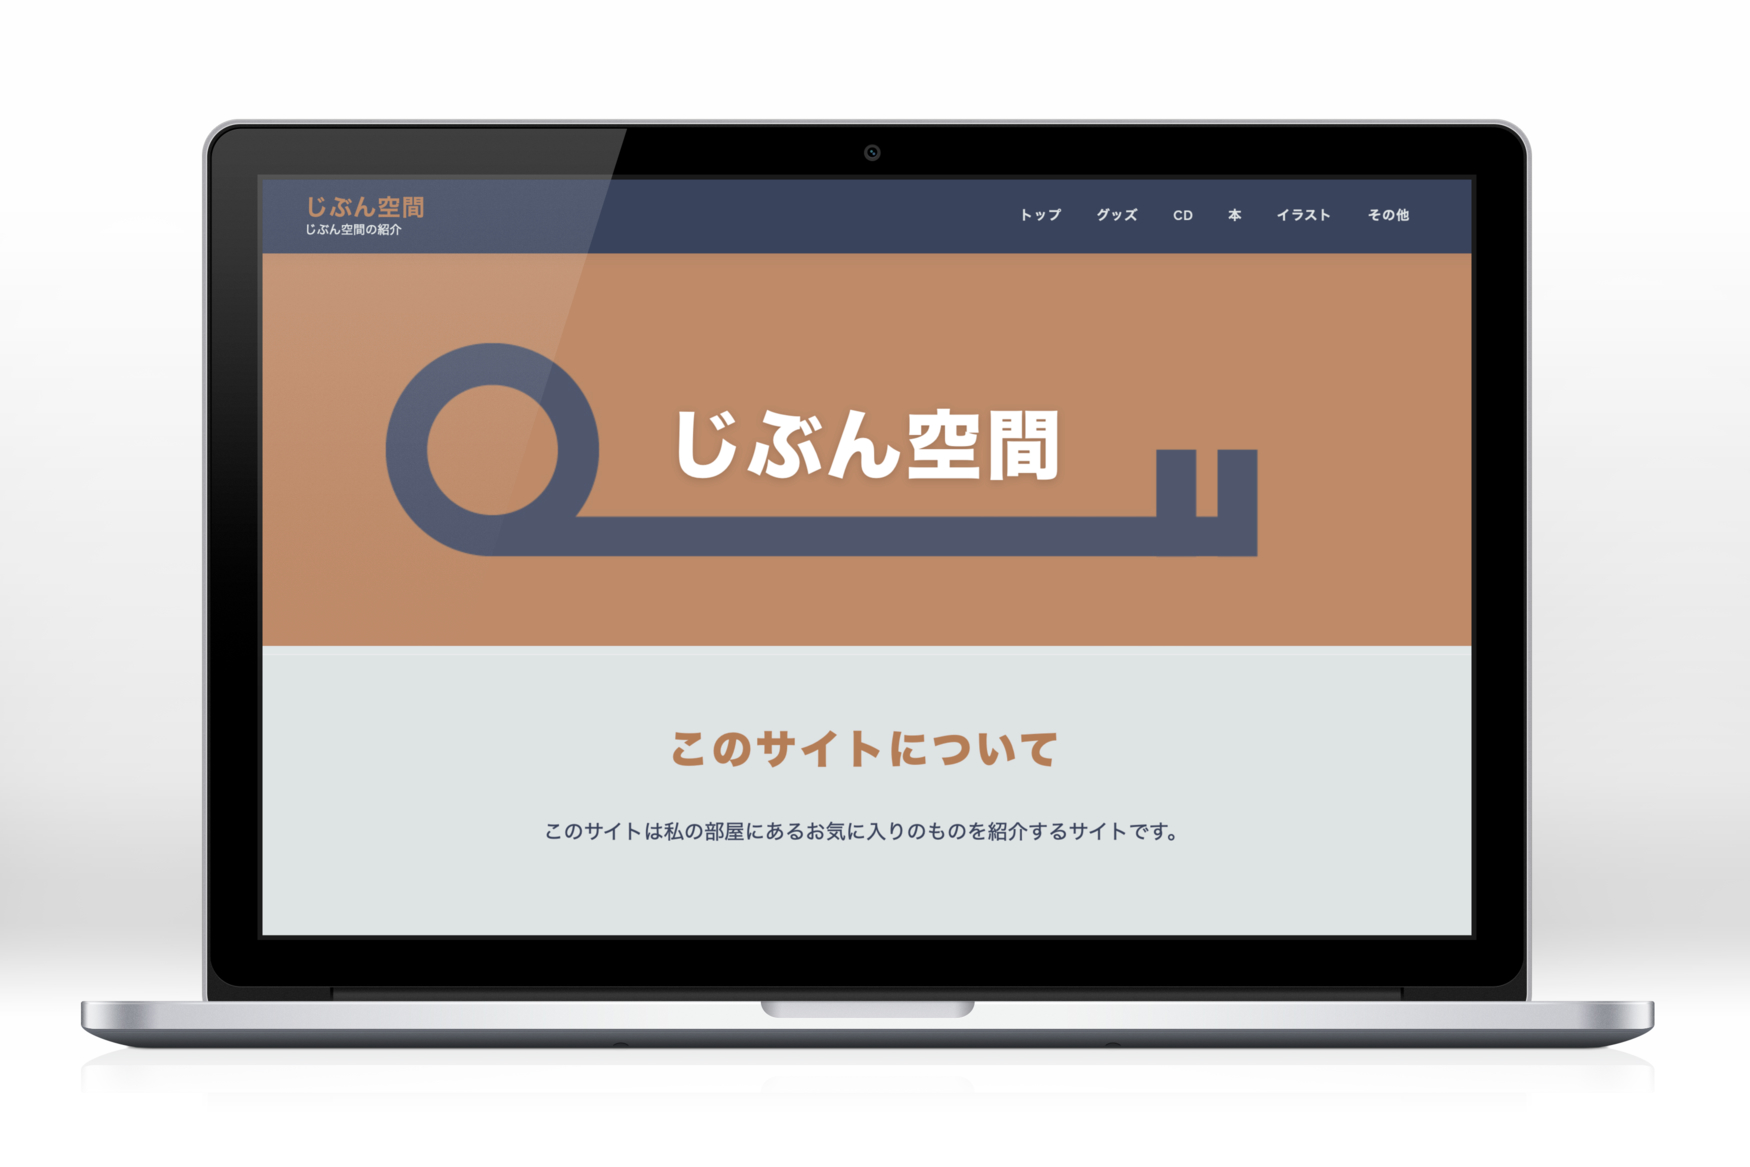 じぶん空間
じぶん空間の紹介
トップ グッズ CD 本 イラスト その他
じぶん空間
このサイトについて
このサイトは私の部屋にあるお気に入りのものを紹介するサイトです。